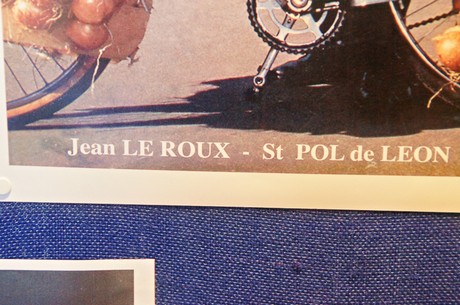 Jean LE ROUX - St POL de LEON